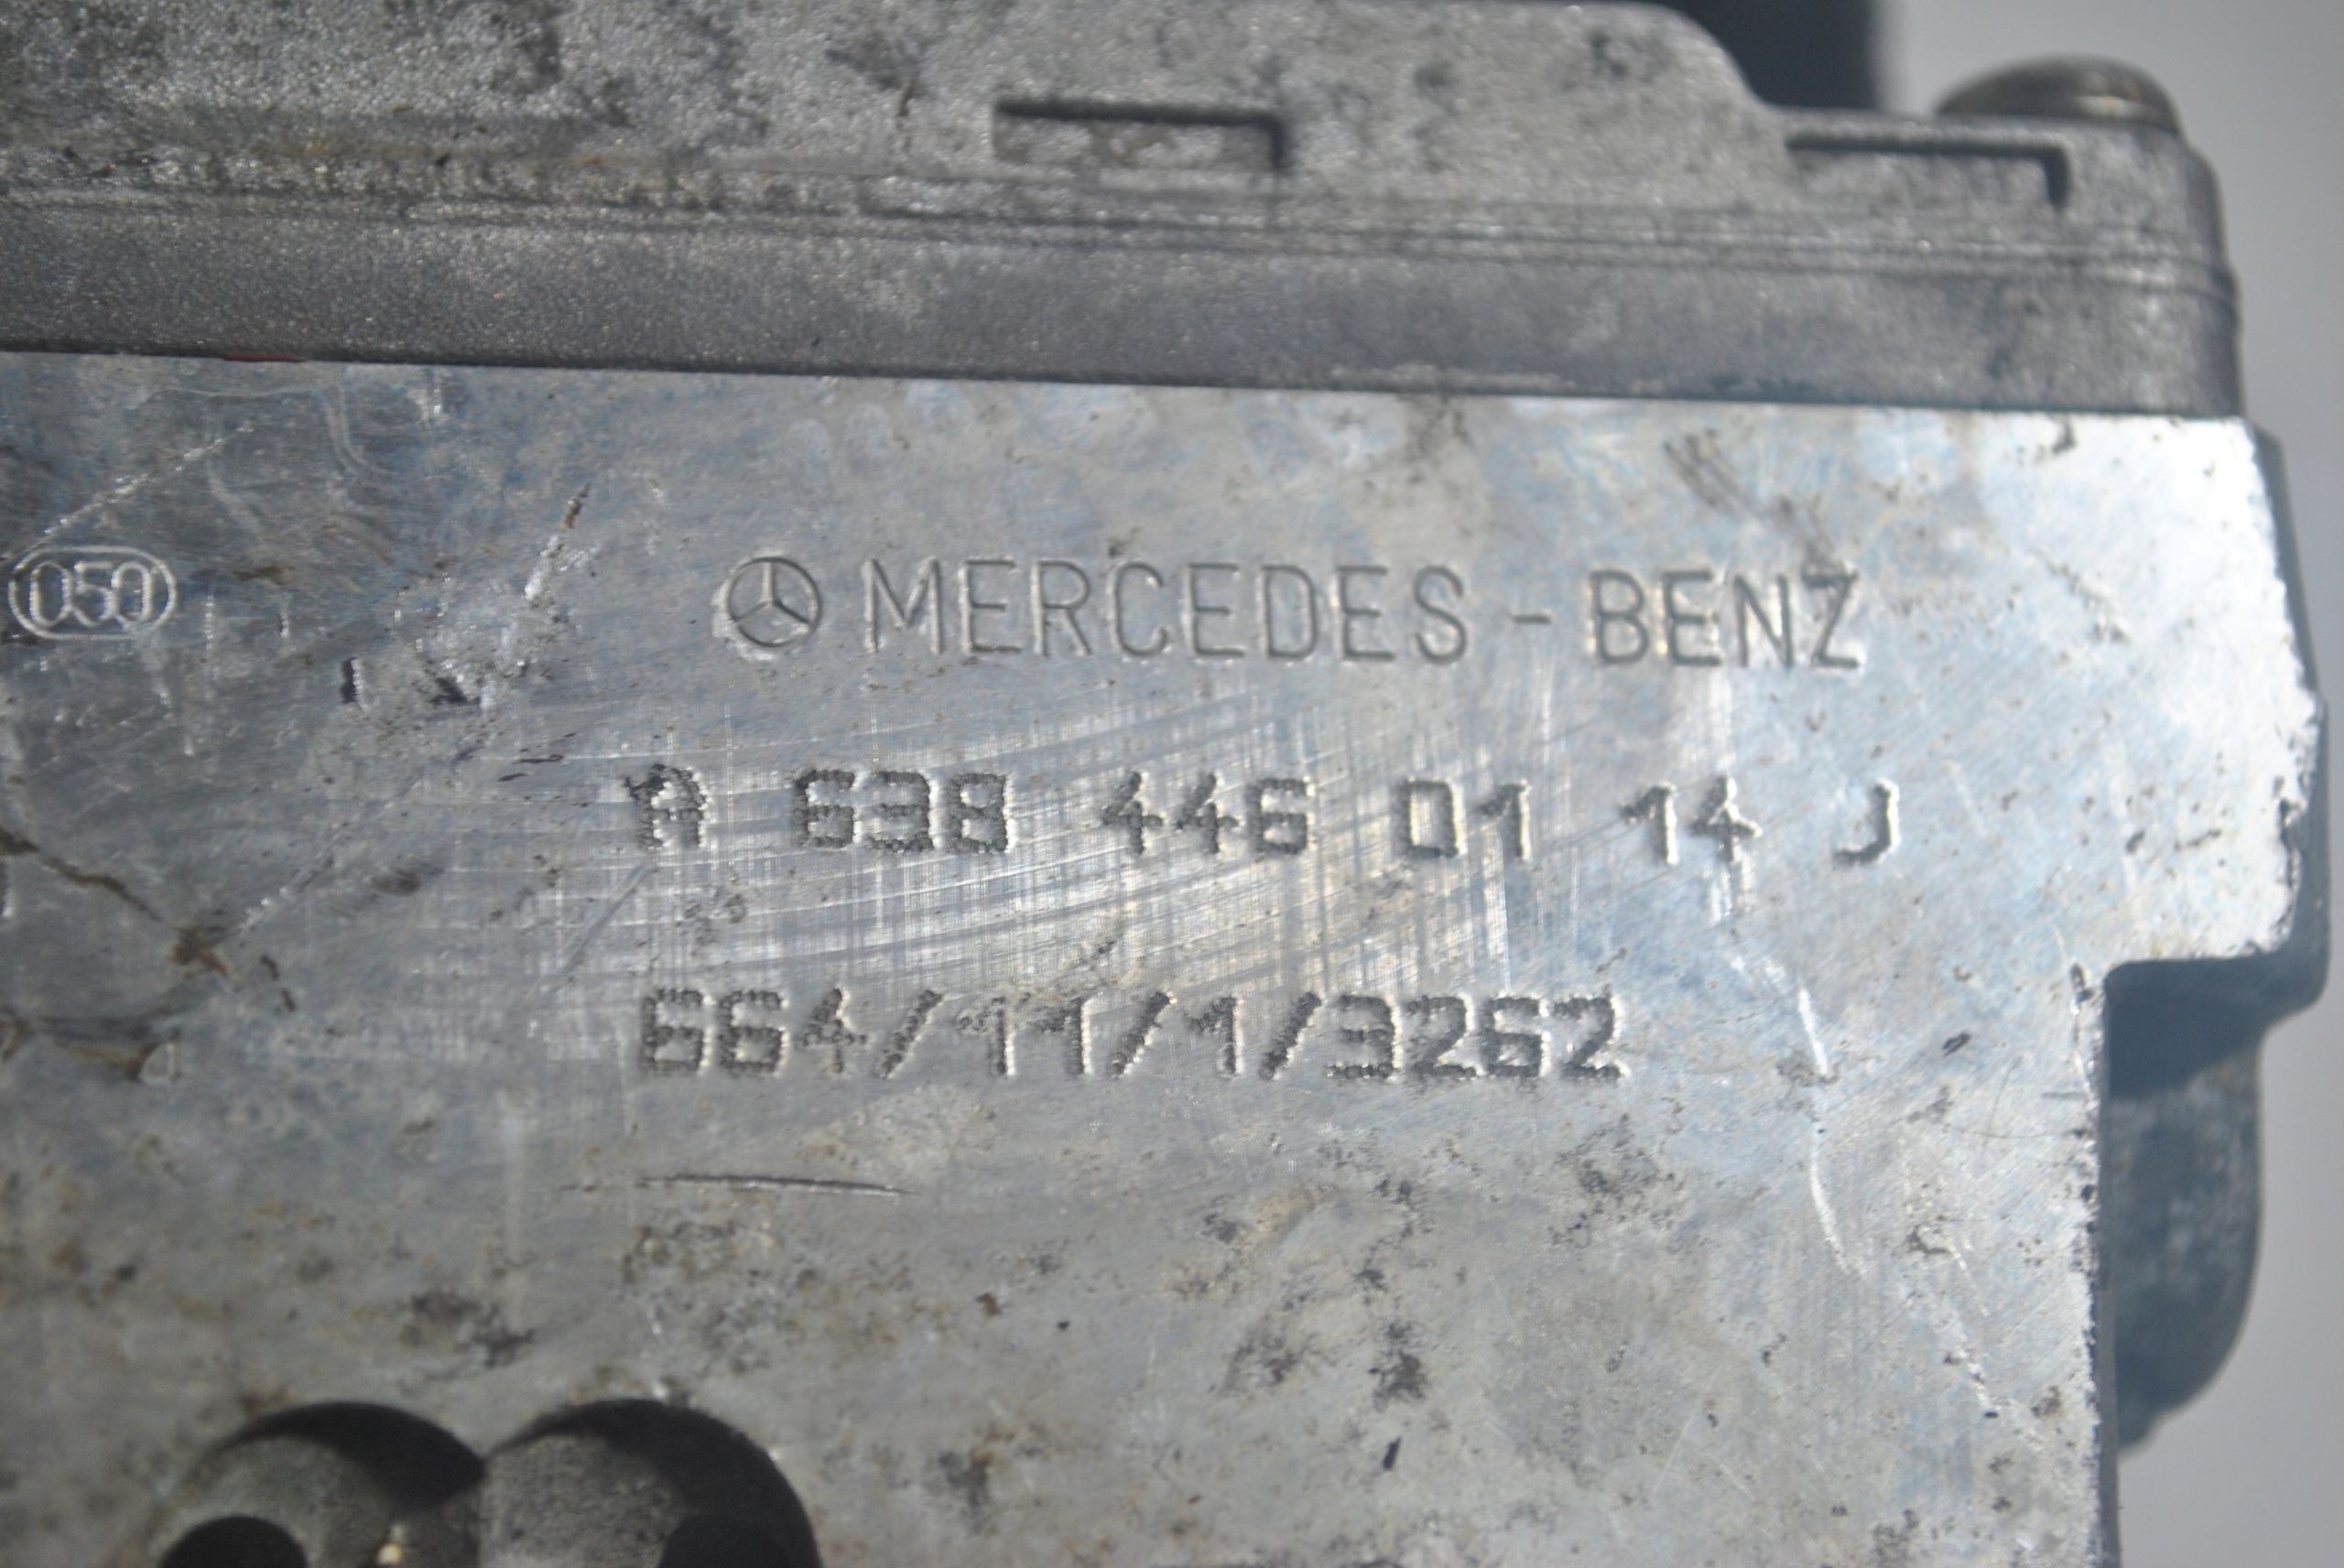 050
MERCEDES - BENZ
A 638 446 01 14 J
664/11/1/3262